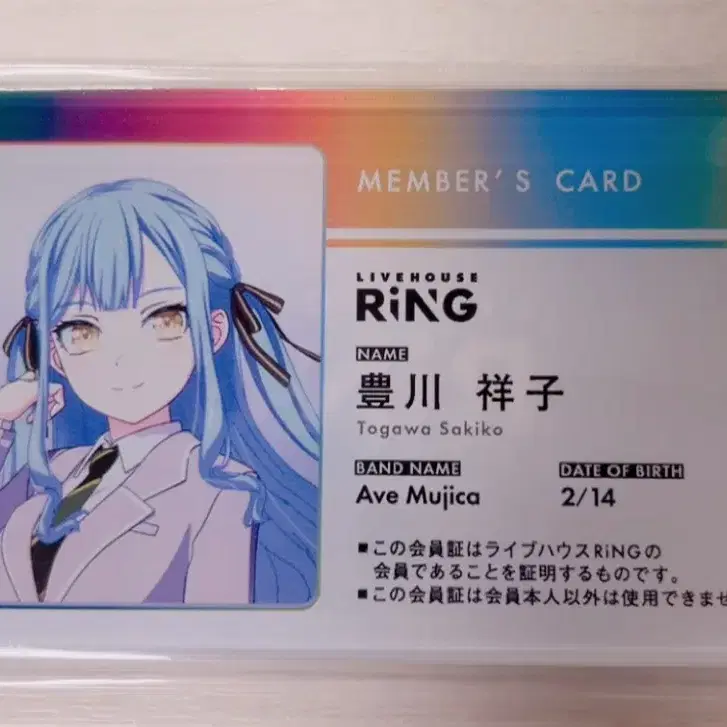 MEMBER'S CARD
LIVEHOUSE
RiNG
NAME
豊川 祥子
Togawa Sakiko
BAND NAME
Ave Mujica
DATE OF BIRTH
2/14
■この会員証はライブハウスRiNGの
会員であることを証明するものです。
■この会員証は会員本人以外は使用できませ